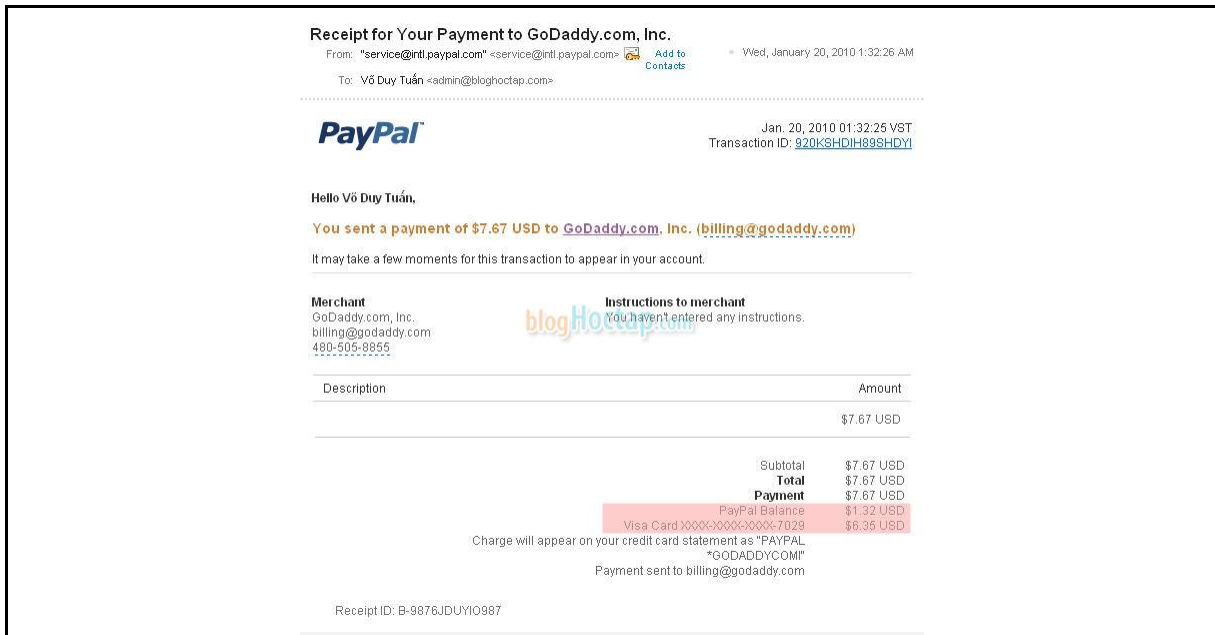 Receipt for Your Payment to GoDaddy.com, Inc.
From: "service@intl.paypal.com" <service@intl.paypal.com> Add to Contacts
Wed, January 20, 2010 1:32:26 AM
To: Võ Duy Tuấn <admin@bloghoctap.com>
PayPal
Jan. 20, 2010 01:32:25 VST
Transaction ID: 920KSHDIH89SHDYI
Hello Võ Duy Tuấn,
You sent a payment of $7.67 USD to GoDaddy.com, Inc. (billing@godaddy.com)
It may take a few moments for this transaction to appear in your account.
Merchant
GoDaddy.com, Inc.
billing@godaddy.com
480-505-8855
Instructions to merchant
You haven't entered any instructions.
blogHoctap.com
Description Amount
$7.67 USD
Subtotal $7.67 USD
Total $7.67 USD
Payment $7.67 USD
PayPal Balance $1.32 USD
Visa Card XXXX-XXXX-XXXX-7029 $6.35 USD
Charge will appear on your credit card statement as "PAYPAL
*GODADDYCOMI"
Payment sent to billing@godaddy.com
Receipt ID: B-9876JDUYIO987